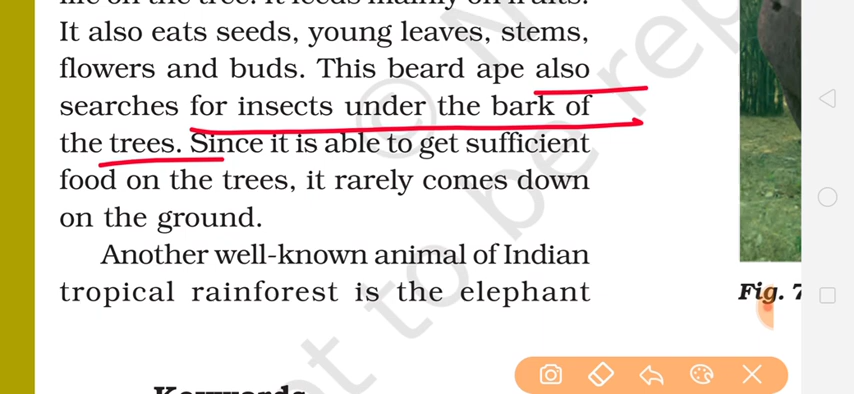 It also eats seeds, young leaves, stems,
flowers and buds. This beard ape also
searches for insects under the bark of
the trees. Since it is able to get sufficient
food on the trees, it rarely comes down
on the ground.
Another well-known animal of Indian
tropical rainforest is the elephant
Fig. 7